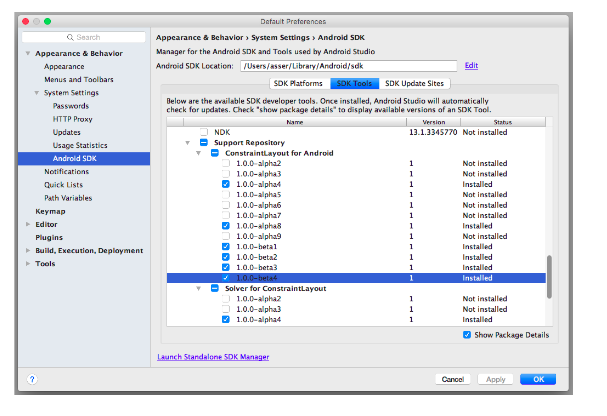 Default Preferences
Search
Appearance & Behavior
Appearance
Menus and Toolbars
System Settings
Passwords
HTTP Proxy
Updates
Usage Statistics
Android SDK
Notifications
Quick Lists
Path Variables
Keymap
Editor
Plugins
Build, Execution, Deployment
Tools
Appearance & Behavior › System Settings › Android SDK
Manager for the Android SDK and Tools used by Android Studio
Android SDK Location: /Users/asser/Library/Android/sdk Edit
SDK Platforms SDK Tools SDK Update Sites
Below are the available SDK developer tools. Once installed, Android Studio will automatically
check for updates. Check "show package details" to display available versions of an SDK Tool.
Name Version Status
NDK 13.1.3345770 Not installed
Support Repository
ConstraintLayout for Android
1.0.0-alpha2 1 Not installed
1.0.0-alpha3 1 Not installed
1.0.0-alpha4 1 Installed
1.0.0-alpha5 1 Not installed
1.0.0-alpha6 1 Not installed
1.0.0-alpha7 1 Not installed
1.0.0-alpha8 1 Installed
1.0.0-alpha9 1 Not installed
1.0.0-beta1 1 Installed
1.0.0-beta2 1 Installed
1.0.0-beta3 1 Installed
1.0.0-beta4 1 Installed
Solver for ConstraintLayout
1.0.0-alpha2 1 Not installed
1.0.0-alpha3 1 Not installed
1.0.0-alpha4 1 Installed
Show Package Details
Launch Standalone SDK Manager
? Cancel Apply OK